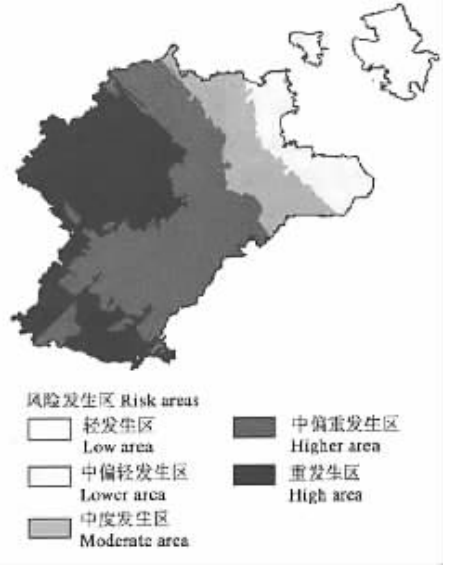 风险发生区 Risk areas
轻发生区
Low area
中偏轻发生区
Lower area
中度发生区
Moderate area
中偏重发生区
Higher area
重发生区
High area